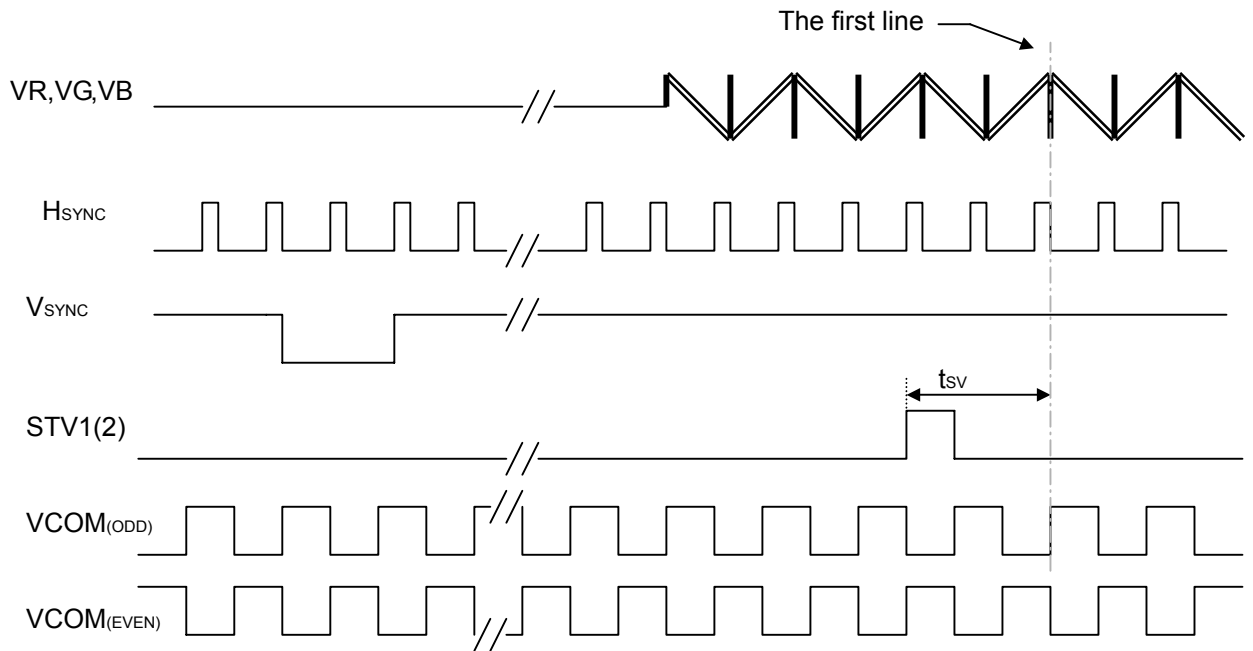 The first line
VR,VG,VB
HSYNC
VSYNC
tSV
STV1(2)
VCOM(ODD)
VCOM(EVEN)